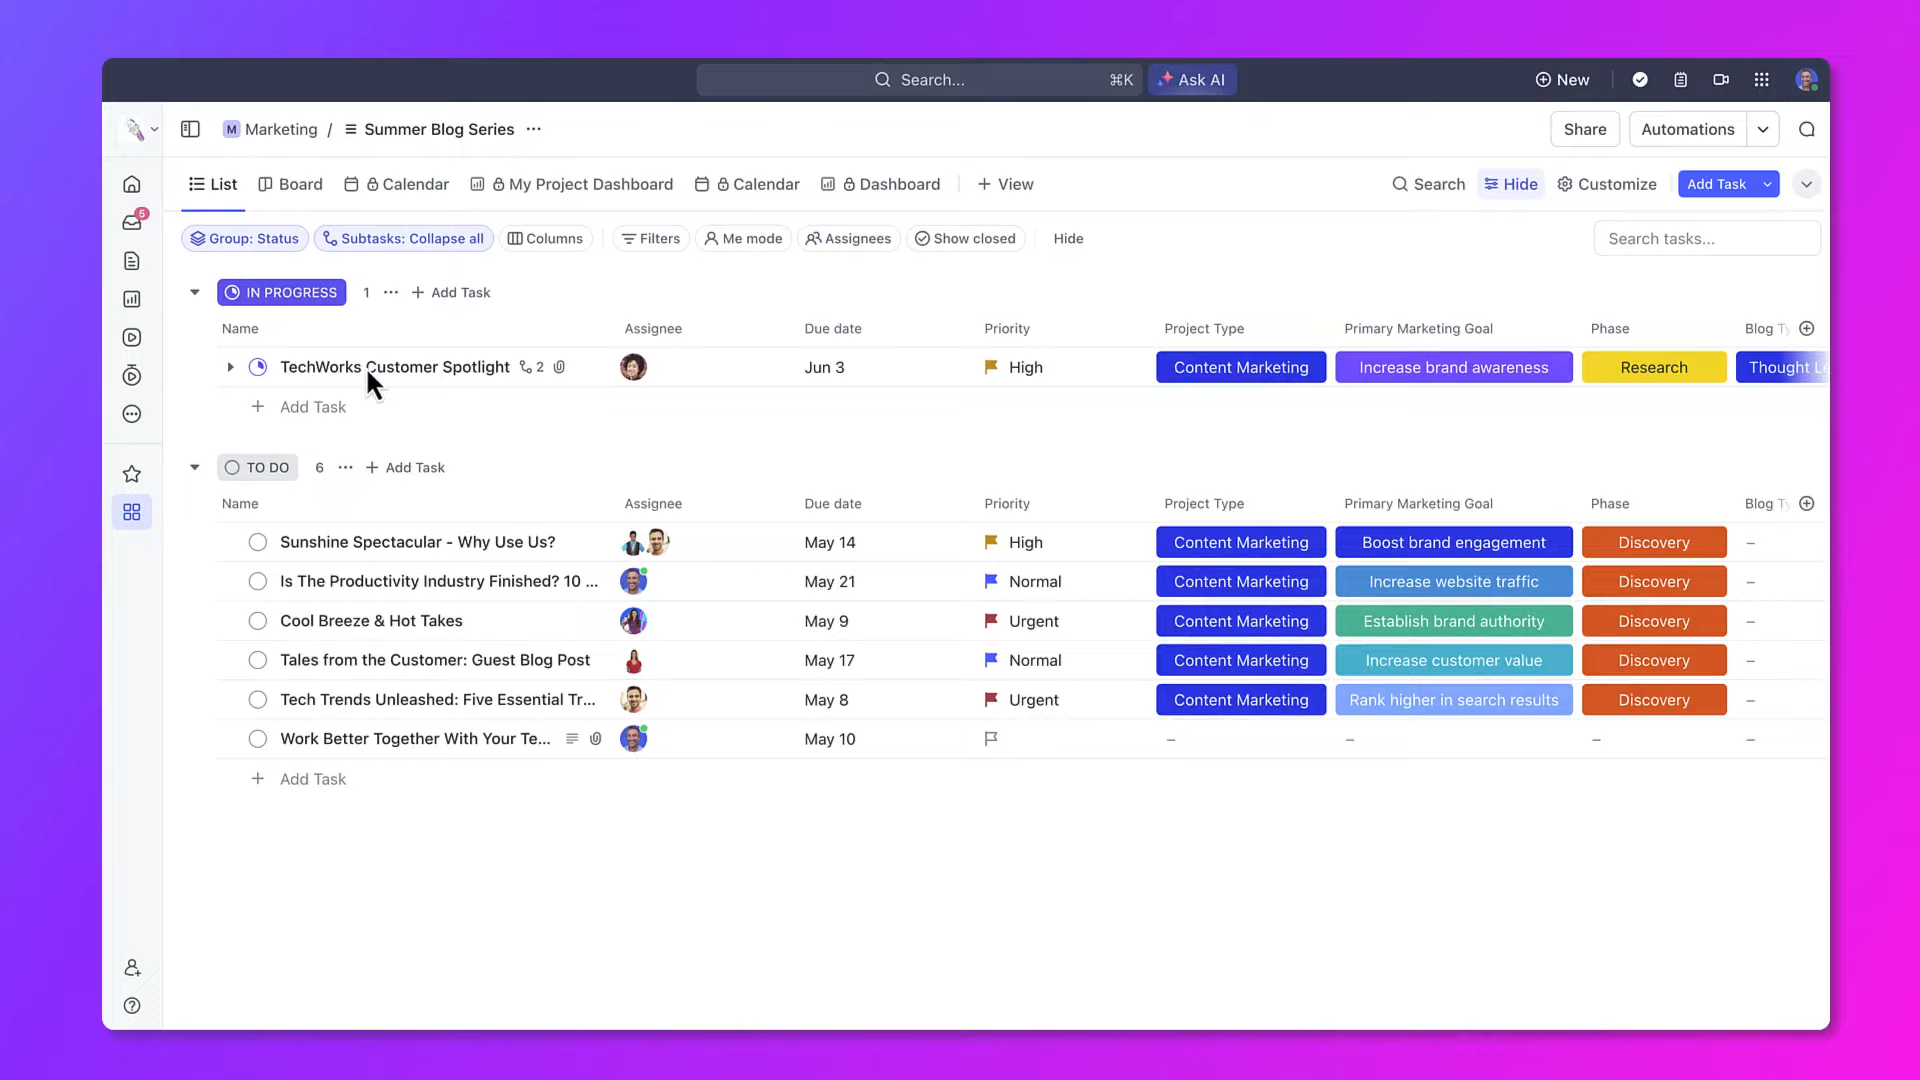 Search... ⌘K Ask AI New
M Marketing / Summer Blog Series ··· Share Automations
List Board Calendar My Project Dashboard Calendar Dashboard + View Search Hide Customize Add Task
5
Group: Status Subtasks: Collapse all Columns Filters Me mode Assignees Show closed Hide Search tasks...
IN PROGRESS 1 ··· + Add Task
Name Assignee Due date Priority Project Type Primary Marketing Goal Phase Blog
TechWorks Customer Spotlight 2 Jun 3 High Content Marketing Increase brand awareness Research Thought
+ Add Task
TO DO 6 ··· + Add Task
Name Assignee Due date Priority Project Type Primary Marketing Goal Phase Blog
Sunshine Spectacular - Why Use Us? May 14 High Content Marketing Boost brand engagement Discovery –
Is The Productivity Industry Finished? 10 ... May 21 Normal Content Marketing Increase website traffic Discovery –
Cool Breeze & Hot Takes May 9 Urgent Content Marketing Establish brand authority Discovery –
Tales from the Customer: Guest Blog Post May 17 Normal Content Marketing Increase customer value Discovery –
Tech Trends Unleashed: Five Essential Tr... May 8 Urgent Content Marketing Rank higher in search results Discovery –
Work Better Together With Your Te... May 10 – – – –
+ Add Task